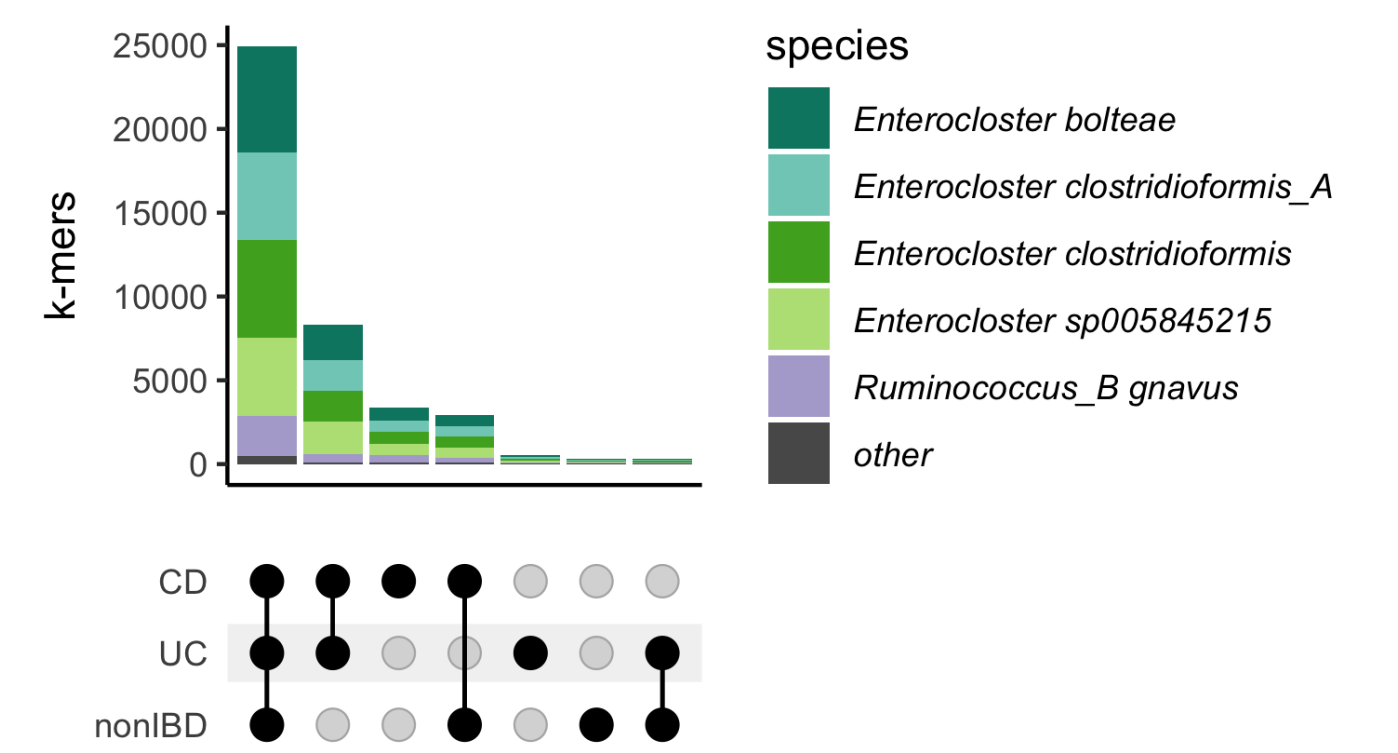 25000
20000
15000
10000
5000
0
k-mers
species
Enterocloster bolteae
Enterocloster clostridioformis_A
Enterocloster clostridioformis
Enterocloster sp005845215
Ruminococcus_B gnavus
other
CD
UC
nonIBD